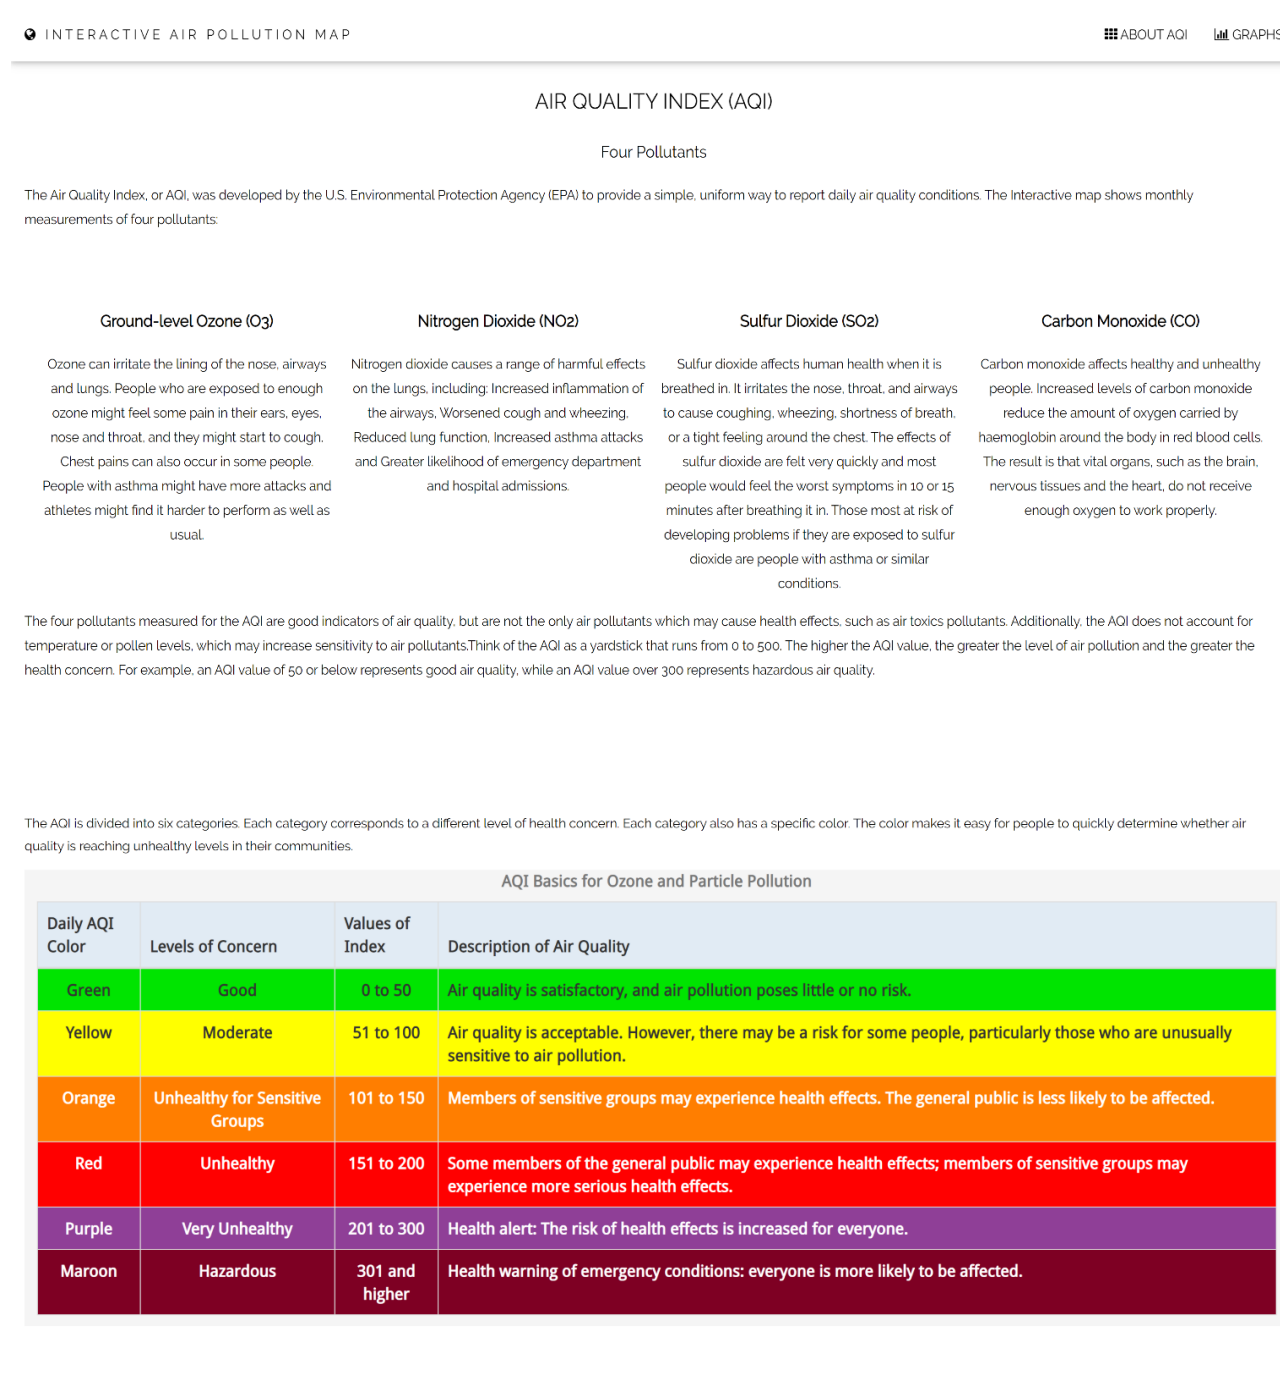 INTERACTIVE AIR POLLUTION MAP
ABOUT AQI
GRAPHS
AIR QUALITY INDEX (AQI)
Four Pollutants
The Air Quality Index, or AQI, was developed by the U.S. Environmental Protection Agency (EPA) to provide a simple, uniform way to report daily air quality conditions. The Interactive map shows monthly
measurements of four pollutants:
Ground-level Ozone (O3)
Ozone can irritate the lining of the nose, airways
and lungs. People who are exposed to enough
ozone might feel some pain in their ears, eyes,
nose and throat, and they might start to cough.
Chest pains can also occur in some people.
People with asthma might have more attacks and
athletes might find it harder to perform as well as
usual.
Nitrogen Dioxide (NO2)
Nitrogen dioxide causes a range of harmful effects
on the lungs, including: Increased inflammation of
the airways, Worsened cough and wheezing,
Reduced lung function, Increased asthma attacks
and Greater likelihood of emergency department
and hospital admissions.
Sulfur Dioxide (SO2)
Sulfur dioxide affects human health when it is
breathed in. It irritates the nose, throat, and airways
to cause coughing, wheezing, shortness of breath,
or a tight feeling around the chest. The effects of
sulfur dioxide are felt very quickly and most
people would feel the worst symptoms in 10 or 15
minutes after breathing it in. Those most at risk of
developing problems if they are exposed to sulfur
dioxide are people with asthma or similar
conditions.
Carbon Monoxide (CO)
Carbon monoxide affects healthy and unhealthy
people. Increased levels of carbon monoxide
reduce the amount of oxygen carried by
haemoglobin around the body in red blood cells.
The result is that vital organs, such as the brain,
nervous tissues and the heart, do not receive
enough oxygen to work properly.
The four pollutants measured for the AQI are good indicators of air quality, but are not the only air pollutants which may cause health effects, such as air toxics pollutants. Additionally, the AQI does not account for
temperature or pollen levels, which may increase sensitivity to air pollutants.Think of the AQI as a yardstick that runs from 0 to 500. The higher the AQI value, the greater the level of air pollution and the greater the
health concern. For example, an AQI value of 50 or below represents good air quality, while an AQI value over 300 represents hazardous air quality.
The AQI is divided into six categories. Each category corresponds to a different level of health concern. Each category also has a specific color. The color makes it easy for people to quickly determine whether air
quality is reaching unhealthy levels in their communities.
AQI Basics for Ozone and Particle Pollution
Daily AQI
Color
Levels of Concern
Values of
Index
Description of Air Quality
Green
Good
0 to 50
Air quality is satisfactory, and air pollution poses little or no risk.
Yellow
Moderate
51 to 100
Air quality is acceptable. However, there may be a risk for some people, particularly those who are unusually
sensitive to air pollution.
Orange
Unhealthy for Sensitive
Groups
101 to 150
Members of sensitive groups may experience health effects. The general public is less likely to be affected.
Red
Unhealthy
151 to 200
Some members of the general public may experience health effects; members of sensitive groups may
experience more serious health effects.
Purple
Very Unhealthy
201 to 300
Health alert: The risk of health effects is increased for everyone.
Maroon
Hazardous
301 and
higher
Health warning of emergency conditions: everyone is more likely to be affected.